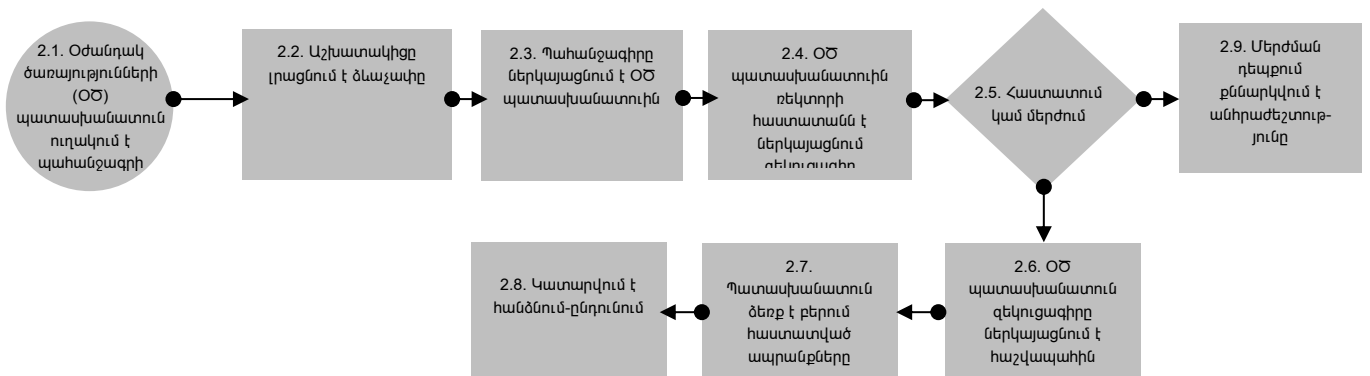 2.1. Օժանդակ
ծառայությունների
(ՕԾ)
պատասխանատուն
ուղակում է
պահանջագրի
2.2. Աշխատակիցը
լրացնում է ձևաչափը
2.3. Պահանջագիրը
ներկայացնում է ՕԾ
պատասխանատուին
2.4. ՕԾ
պատասխանատուին
ռեկտորի
հաստատանն է
ներկայացնում
զեկուցագիր
2.5. Հաստատում
կամ մերժում
2.9. Մերժման
դեպքում
քննարկվում է
անհրաժեշտութ-
յունը
2.6. ՕԾ
պատասխանատուն
զեկուցագիրը
ներկայացնում է
հաշվապահին
2.7.
Պատասխանատուն
ձեռք է բերում
հաստատված
ապրանքները
2.8. Կատարվում է
հանձնում-ընդունում